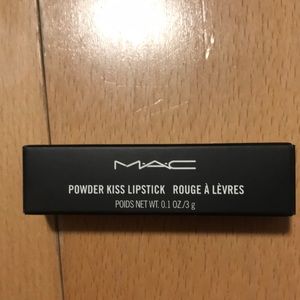 M·A·C
POWDER KISS LIPSTICK ROUGE À LÈVRES
POIDS NET WT. 0.1 OZ./3 g